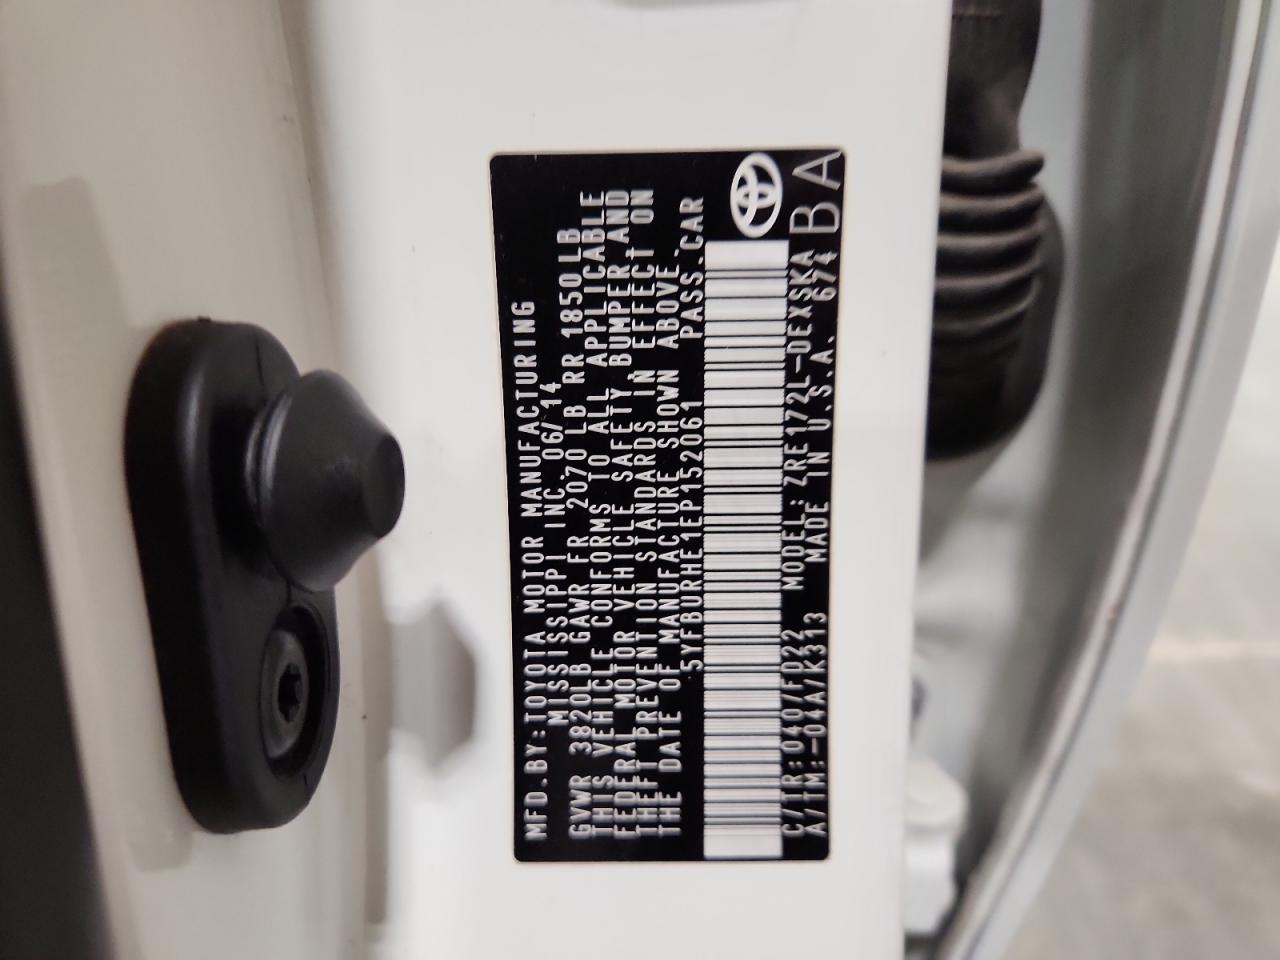 MFD.BY:TOYOTA MOTOR MANUFACTURING
MISSISSIPPI INC. 06/14
GVWR 3820LB GAWR FR 2070 LB RR 1850LB
THIS VEHICLE CONFORMS TO ALL APPLICABLE
FEDERAL MOTOR VEHICLE SAFETY, BUMPER, AND
THEFT PREVENTION STANDARDS IN EFFECT ON
THE DATE OF MANUFACTURE SHOWN ABOVE.
5YFBURHE1EP152061 PASS.CAR
C/TR:040/FD22 MODEL:ZRE172L-DEXSKA
A/TM:-04A/K313 MADE IN U.S.A. 674
BA